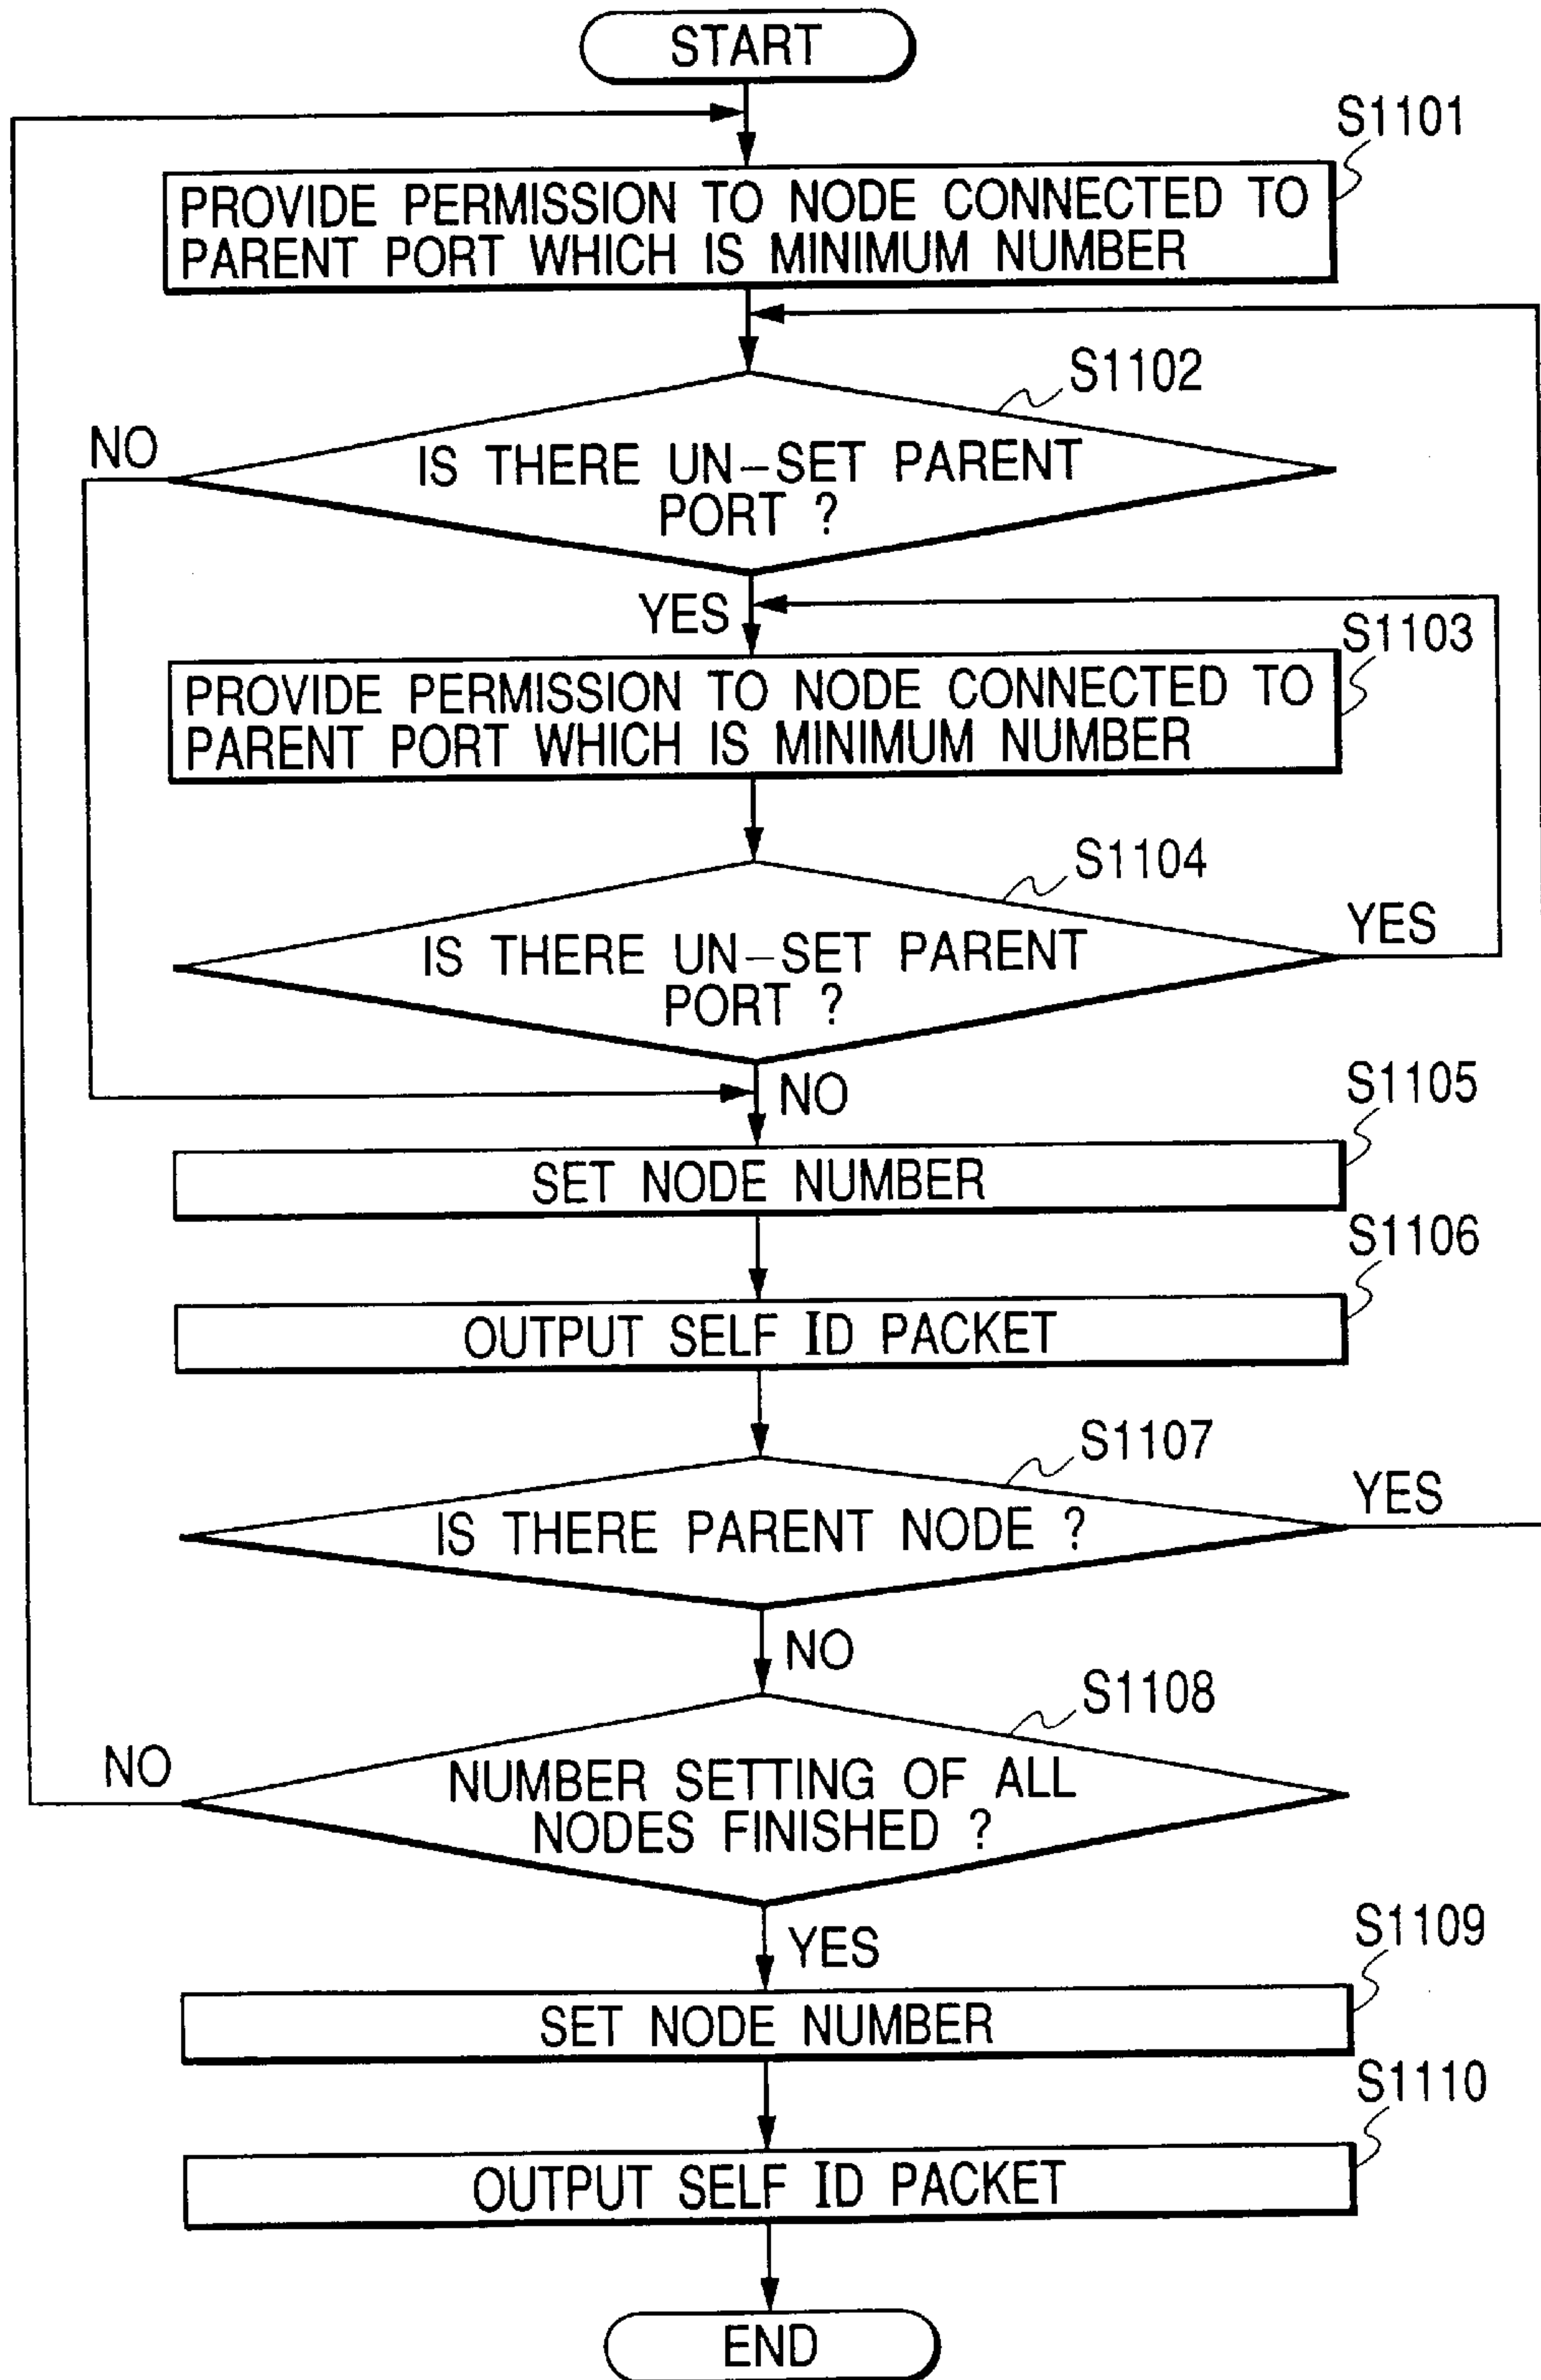 START
S1101
PROVIDE PERMISSION TO NODE CONNECTED TO
PARENT PORT WHICH IS MINIMUM NUMBER
S1102
NO
IS THERE UN-SET PARENT
PORT ?
YES
S1103
PROVIDE PERMISSION TO NODE CONNECTED TO
PARENT PORT WHICH IS MINIMUM NUMBER
S1104
YES
IS THERE UN-SET PARENT
PORT ?
NO
S1105
SET NODE NUMBER
S1106
OUTPUT SELF ID PACKET
S1107
YES
IS THERE PARENT NODE ?
NO
S1108
NO
NUMBER SETTING OF ALL
NODES FINISHED ?
YES
S1109
SET NODE NUMBER
S1110
OUTPUT SELF ID PACKET
END